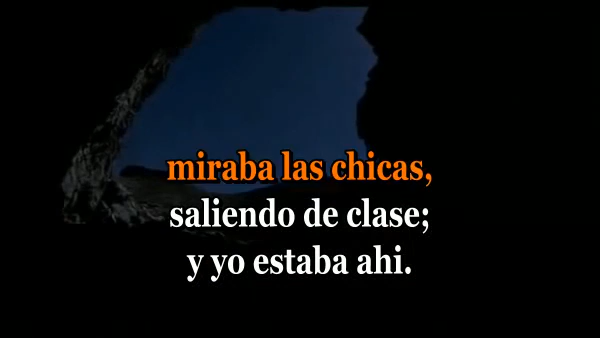 miraba las chicas,
saliendo de clase;
y yo estaba ahi.